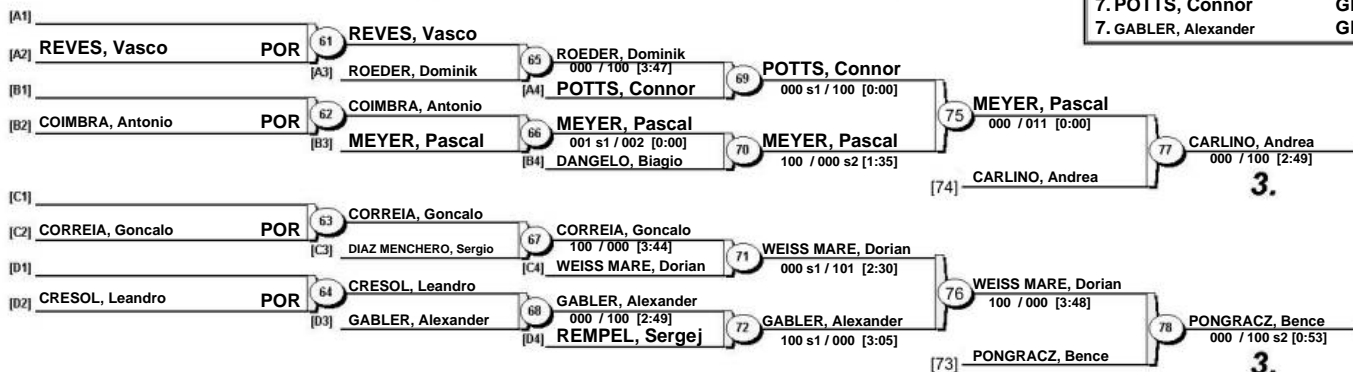 7. POTTS, Connor
7. GABLER, Alexander
[A1]
[A2] REVES, Vasco POR
61 REVES, Vasco
[A3] ROEDER, Dominik
65 ROEDER, Dominik
000 / 100 [3:47]
[A4] POTTS, Connor
69 POTTS, Connor
000 s1 / 100 [0:00]
[B1]
[B2] COIMBRA, Antonio POR
62 COIMBRA, Antonio
[B3] MEYER, Pascal
66 MEYER, Pascal
001 s1 / 002 [0:00]
[B4] DANGELO, Biagio
70 MEYER, Pascal
100 / 000 s2 [1:35]
75 MEYER, Pascal
000 / 011 [0:00]
[74] CARLINO, Andrea
77 CARLINO, Andrea
000 / 100 [2:49]
3.
[C1]
[C2] CORREIA, Goncalo POR
63 CORREIA, Goncalo
[C3] DIAZ MENCHERO, Sergio
67 CORREIA, Goncalo
100 / 000 [3:44]
[C4] WEISS MARE, Dorian
71 WEISS MARE, Dorian
000 s1 / 101 [2:30]
[D1]
[D2] CRESOL, Leandro POR
64 CRESOL, Leandro
[D3] GABLER, Alexander
68 GABLER, Alexander
000 / 100 [2:49]
[D4] REMPEL, Sergej
72 GABLER, Alexander
100 s1 / 000 [3:05]
76 WEISS MARE, Dorian
100 / 000 [3:48]
[73] PONGRACZ, Bence
78 PONGRACZ, Bence
000 / 100 s2 [0:53]
3.